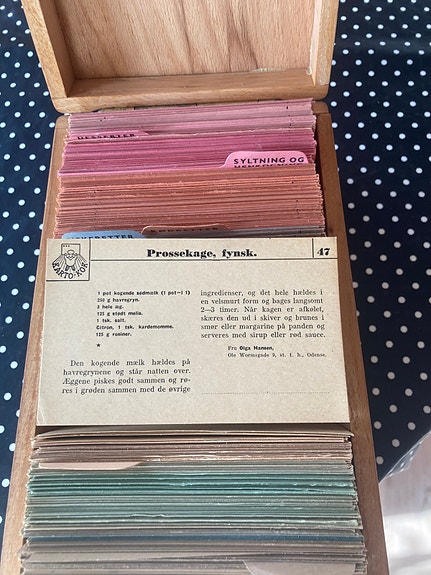 DESSERTER
SYLTNING OG
KARTO-KOK
Prossekage, fynsk.
47
1 pot kogende sødmælk (1 pot=1 l)
250 g havregryn.
3 hele æg.
125 g stødt melis.
1 tsk. salt.
Citron, 1 tsk. kardemomme.
125 g rosiner.
*
Den kogende mælk hældes på
havregrynene og står natten over.
Æggene piskes godt sammen og rø-
res i grøden sammen med de øvrige
ingredienser, og det hele hældes i
en velsmurt form og bages langsomt
2—3 timer. Når kagen er afkølet,
skæres den ud i skiver og brunes i
smør eller margarine på panden og
serveres med sirup eller rød sauce.
Fru Olga Hansen,
Ole Wormsgade 9, st. t. h., Odense.